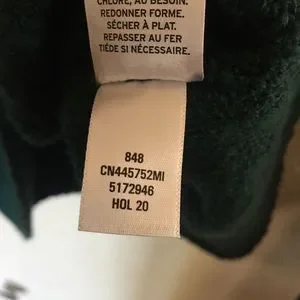 CHLORE, AU BESOIN.
REDONNER FORME.
SÉCHER À PLAT.
REPASSER AU FER
TIÈDE SI NÉCESSAIRE.
848
CN445752MI
5172946
HOL 20